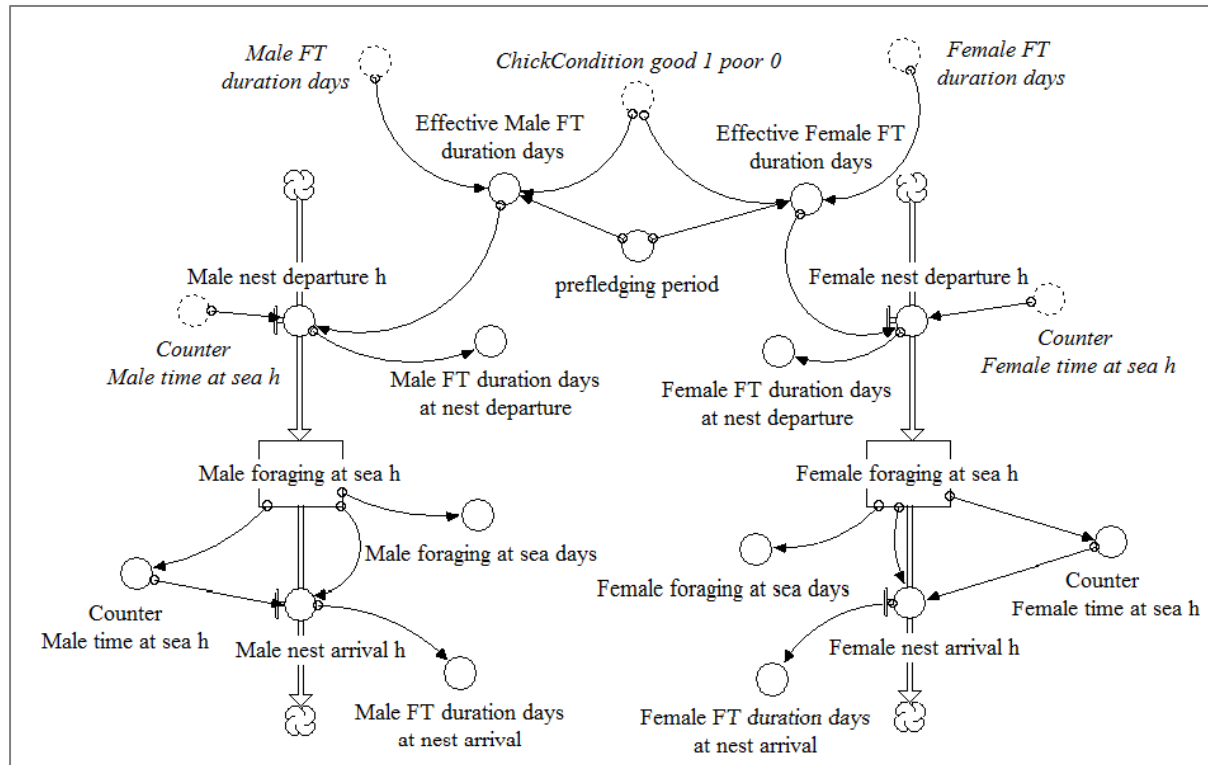 Male FT
duration days
ChickCondition good 1 poor 0
Female FT
duration days
Effective Male FT
duration days
Effective Female FT
duration days
Male nest departure h
prefledging period
Female nest departure h
Counter
Male time at sea h
Male FT duration days
at nest departure
Female FT duration days
at nest departure
Counter
Female time at sea h
Male foraging at sea h
Female foraging at sea h
Male foraging at sea days
Female foraging at sea days
Counter
Male time at sea h
Counter
Female time at sea h
Male nest arrival h
Female nest arrival h
Male FT duration days
at nest arrival
Female FT duration days
at nest arrival